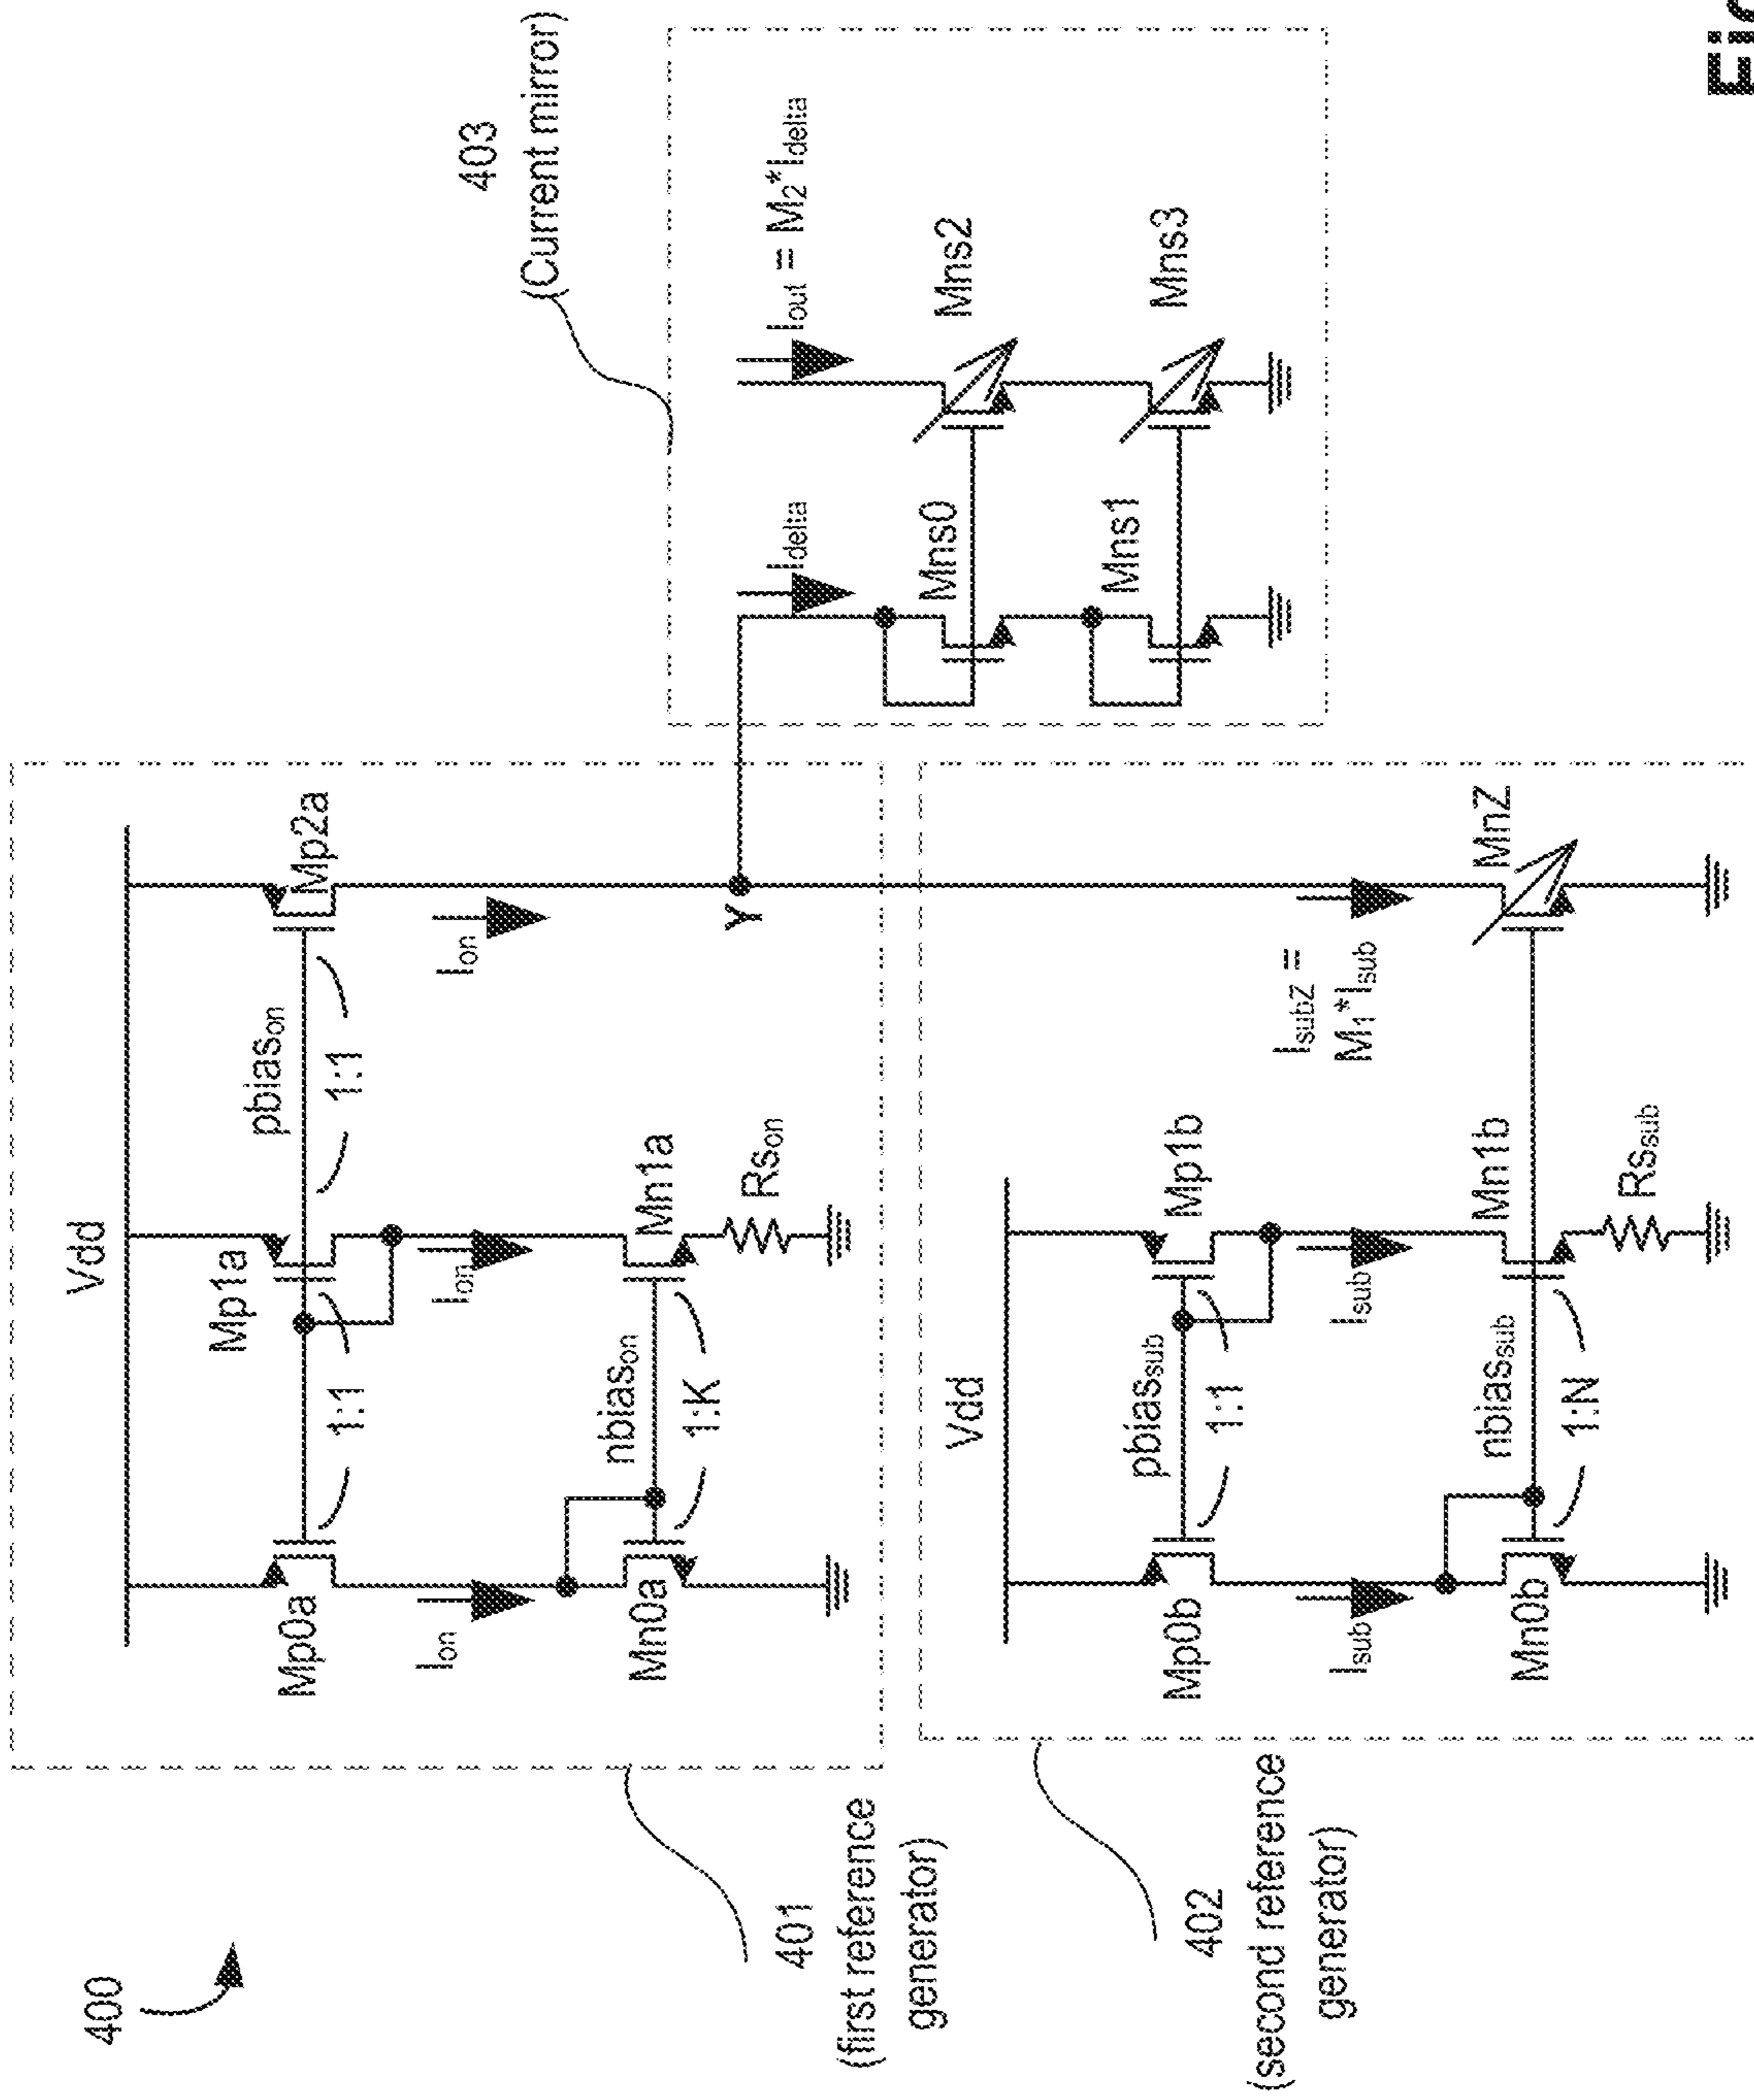 400
401
(first reference
generator)
402
(second reference
generator)
403
(Current mirror)
Vdd
Mp0a
Mp1a
Mp2a
1:1
pbiason
1:1
Ion
Ion
Ion
Mn0a
nbiason
1:K
Mn1a
Rson
Y
Vdd
Mp0b
pbiassub
1:1
Mp1b
Isub
Isub
IsubZ =
M1*Isub
Mn0b
nbiassub
1:N
Mn1b
Rssub
MnZ
Idelta
Iout = M2*Idelta
Mns0
Mns2
Mns1
Mns3